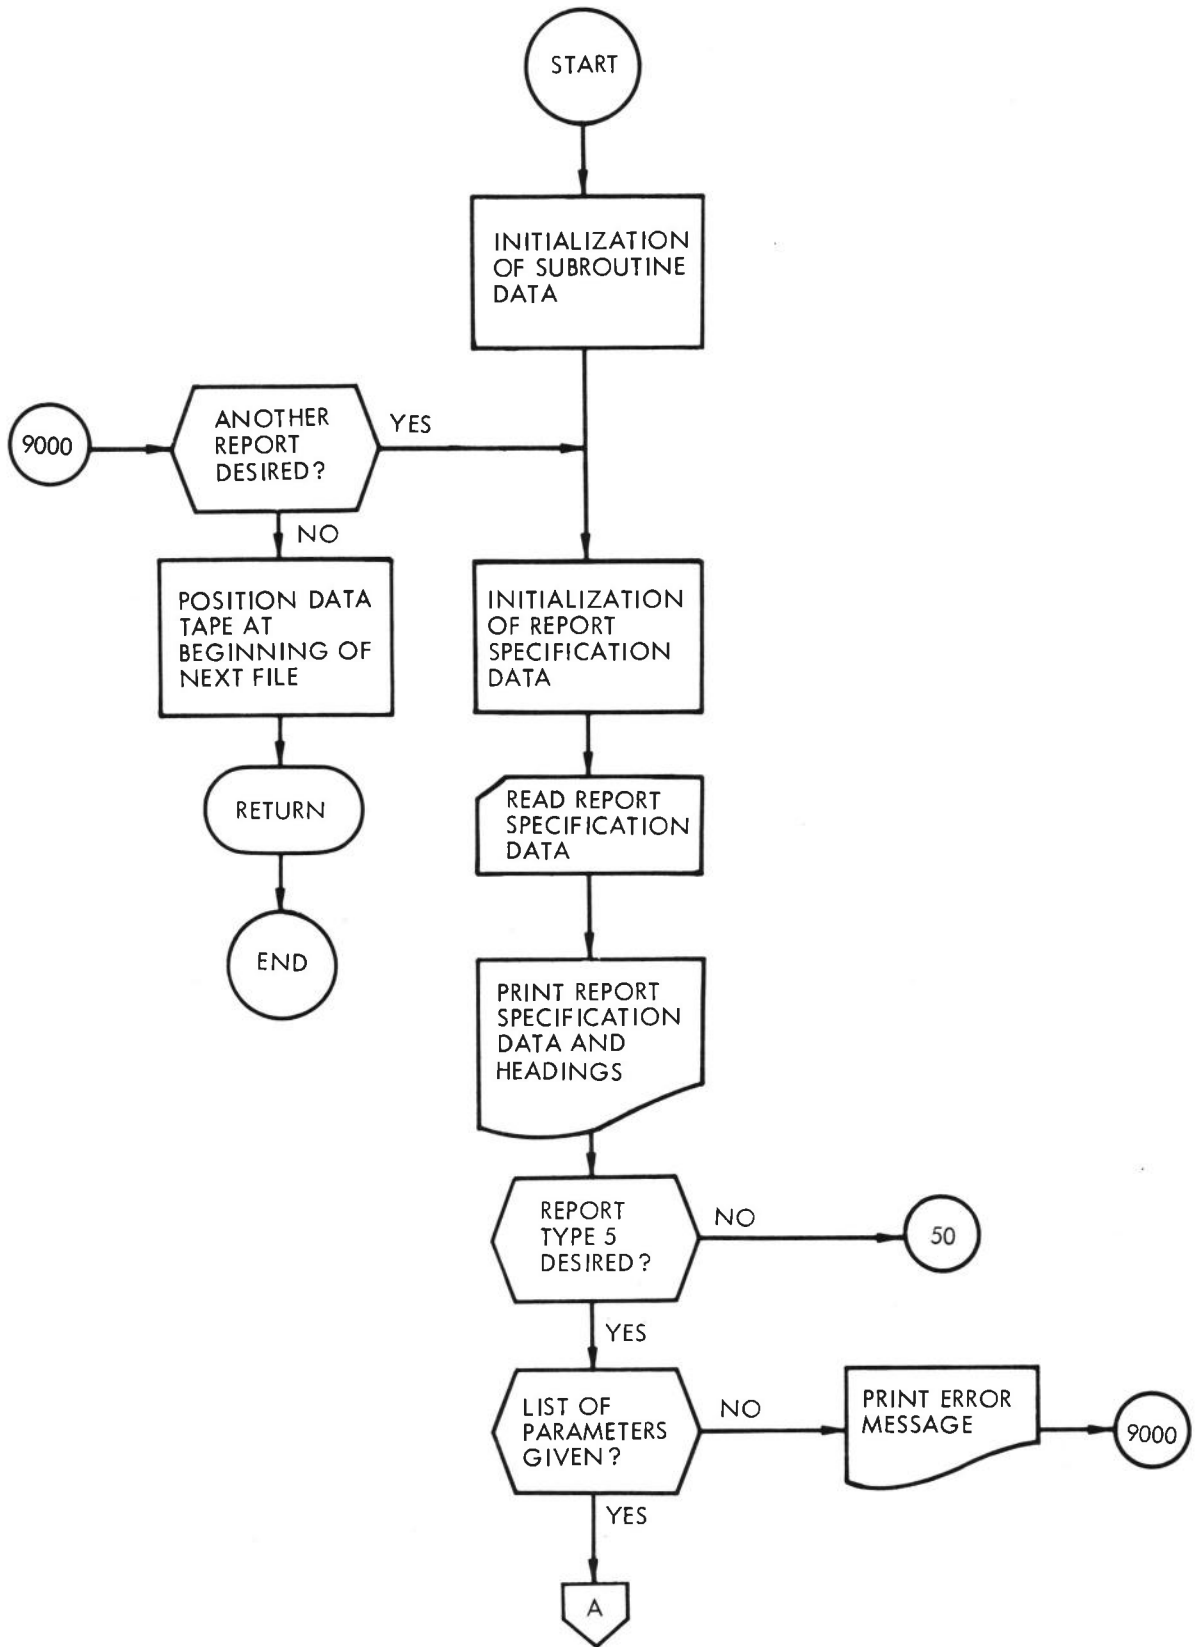 START
INITIALIZATION
OF SUBROUTINE
DATA
9000
ANOTHER
REPORT
DESIRED?
YES
NO
POSITION DATA
TAPE AT
BEGINNING OF
NEXT FILE
RETURN
END
INITIALIZATION
OF REPORT
SPECIFICATION
DATA
READ REPORT
SPECIFICATION
DATA
PRINT REPORT
SPECIFICATION
DATA AND
HEADINGS
REPORT
TYPE 5
DESIRED?
NO
50
YES
LIST OF
PARAMETERS
GIVEN?
NO
PRINT ERROR
MESSAGE
9000
YES
A